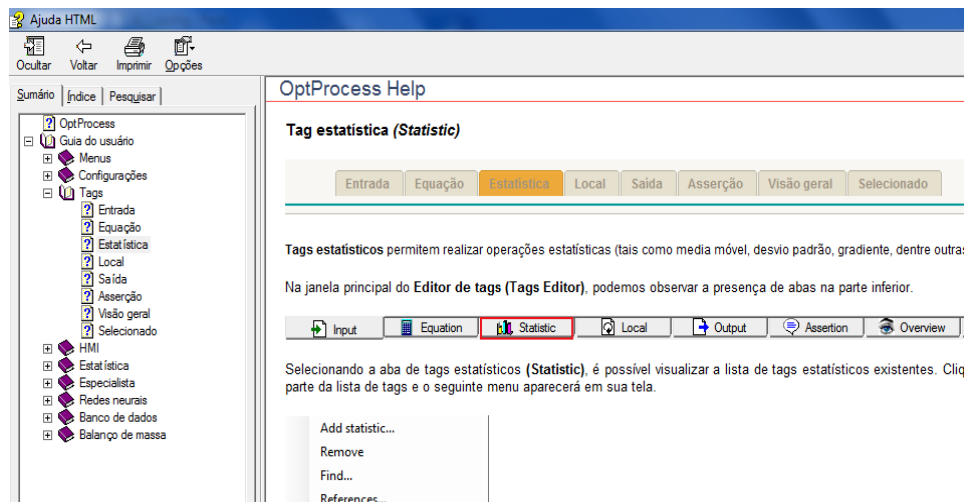 Ajuda HTML
Ocultar Voltar Imprimir Opções
Sumário Índice Pesquisar
OptProcess
Guia do usuário
Menus
Configurações
Tags
Entrada
Equação
Estatística
Local
Saída
Asserção
Visão geral
Selecionado
HMI
Estatística
Especialista
Redes neurais
Banco de dados
Balanço de massa
OptProcess Help
Tag estatística (Statistic)
Entrada Equação Estatística Local Saída Asserção Visão geral Selecionado
Tags estatísticos permitem realizar operações estatísticas (tais como media móvel, desvio padrão, gradiente, dentre outras
Na janela principal do Editor de tags (Tags Editor), podemos observar a presença de abas na parte inferior.
Input Equation Statistic Local Output Assertion Overview
Selecionando a aba de tags estatísticos (Statistic), é possível visualizar a lista de tags estatísticos existentes. Cliq
parte da lista de tags e o seguinte menu aparecerá em sua tela.
Add statistic...
Remove
Find...
References...